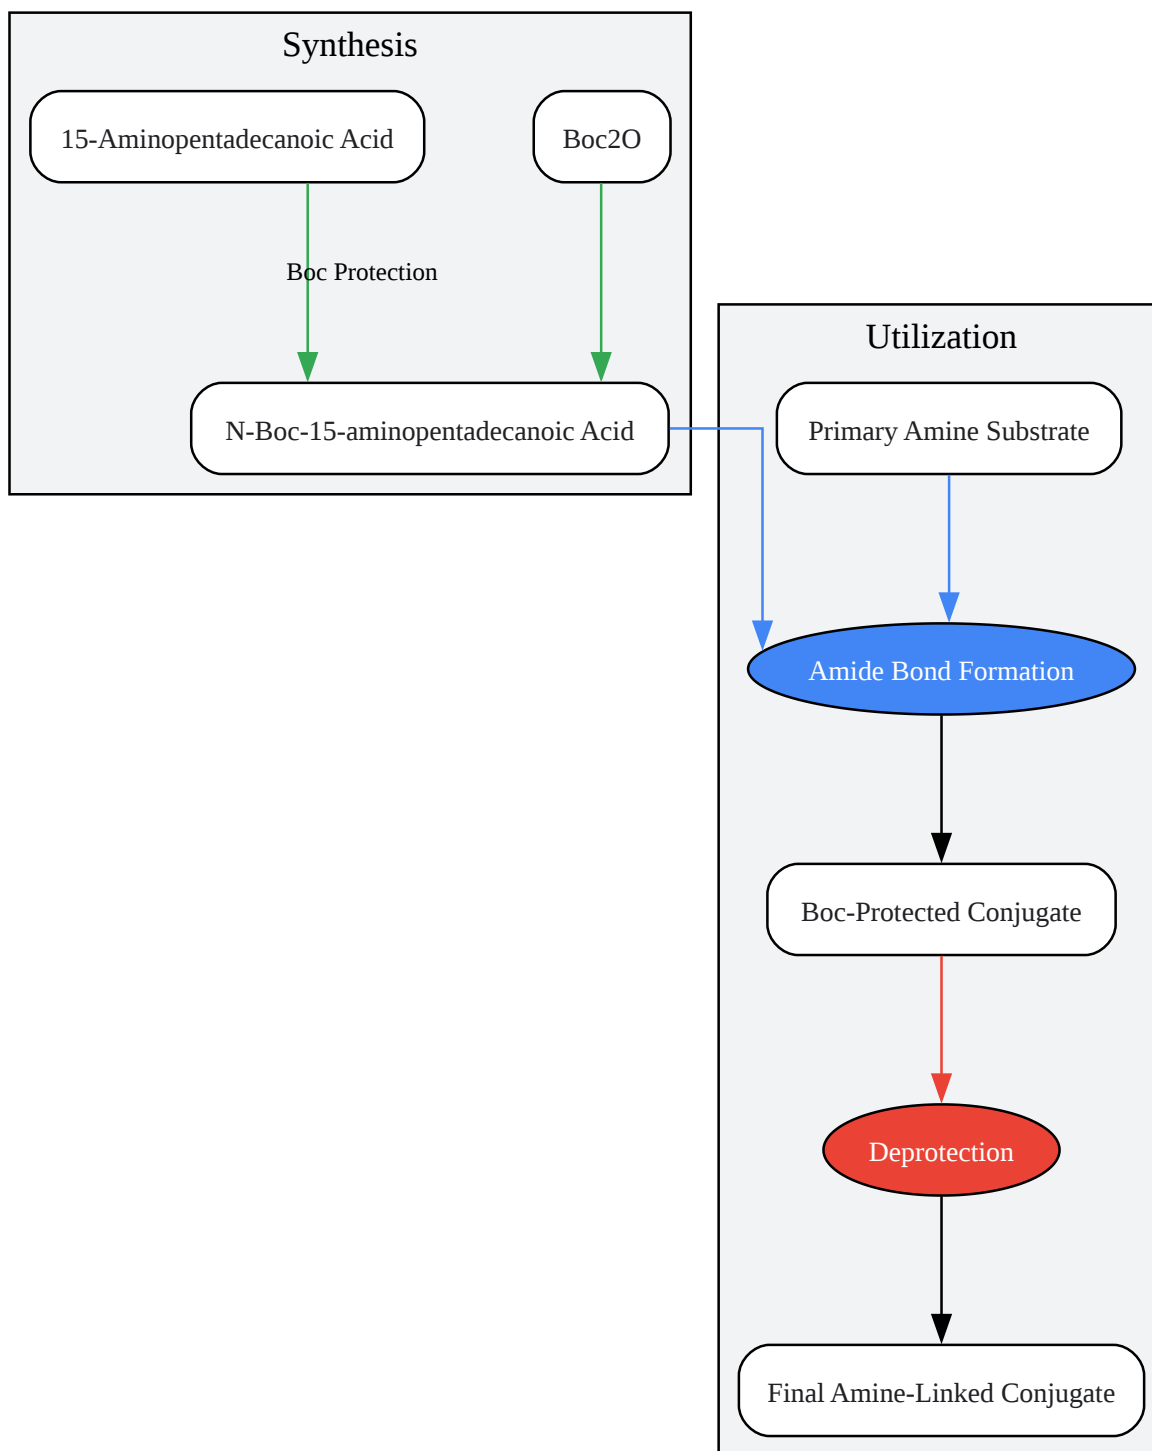 Synthesis
15-Aminopentadecanoic Acid
Boc2O
Boc Protection
N-Boc-15-aminopentadecanoic Acid
Utilization
Primary Amine Substrate
Amide Bond Formation
Boc-Protected Conjugate
Deprotection
Final Amine-Linked Conjugate